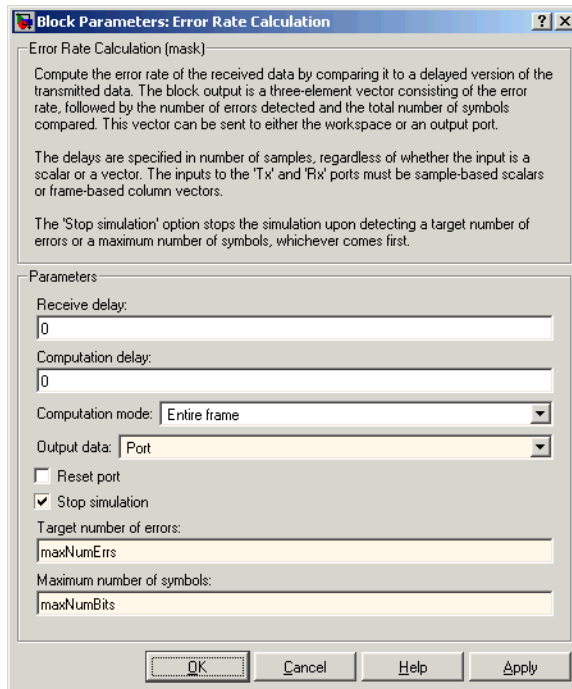 Block Parameters: Error Rate Calculation
Error Rate Calculation (mask)
Compute the error rate of the received data by comparing it to a delayed version of the
transmitted data. The block output is a three-element vector consisting of the error
rate, followed by the number of errors detected and the total number of symbols
compared. This vector can be sent to either the workspace or an output port.
The delays are specified in number of samples, regardless of whether the input is a
scalar or a vector. The inputs to the 'Tx' and 'Rx' ports must be sample-based scalars
or frame-based column vectors.
The 'Stop simulation' option stops the simulation upon detecting a target number of
errors or a maximum number of symbols, whichever comes first.
Parameters
Receive delay:
0
Computation delay:
0
Computation mode: Entire frame
Output data: Port
Reset port
Stop simulation
Target number of errors:
maxNumErrs
Maximum number of symbols:
maxNumBits
OK Cancel Help Apply